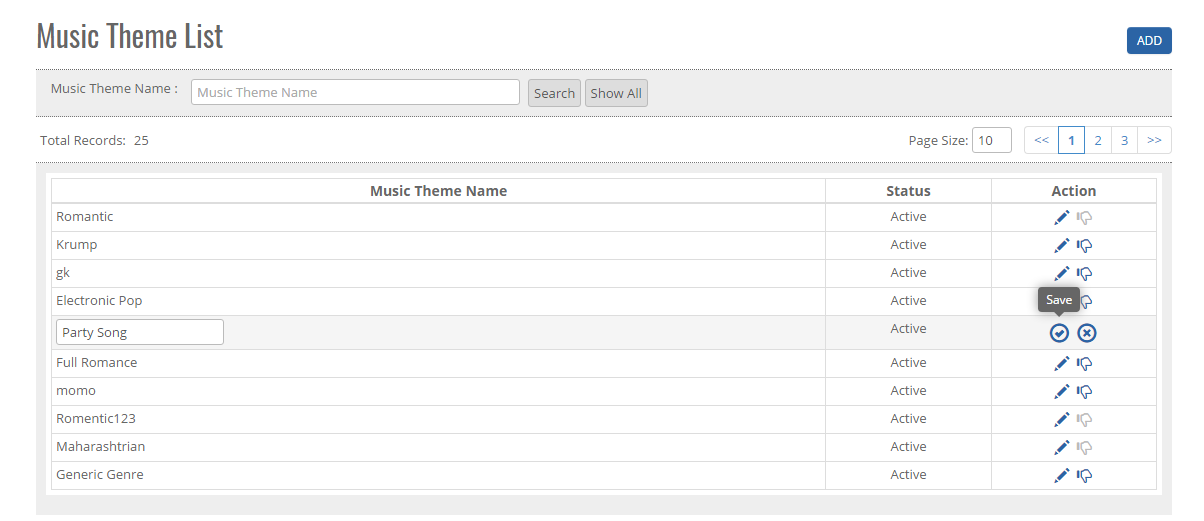 Music Theme List
ADD
Music Theme Name : Music Theme Name Search Show All
Total Records: 25 Page Size: 10 << 1 2 3 >>
Music Theme Name Status Action
Romantic Active
Krump Active
gk Active
Electronic Pop Active
Save
Party Song Active
Full Romance Active
momo Active
Romentic123 Active
Maharashtrian Active
Generic Genre Active